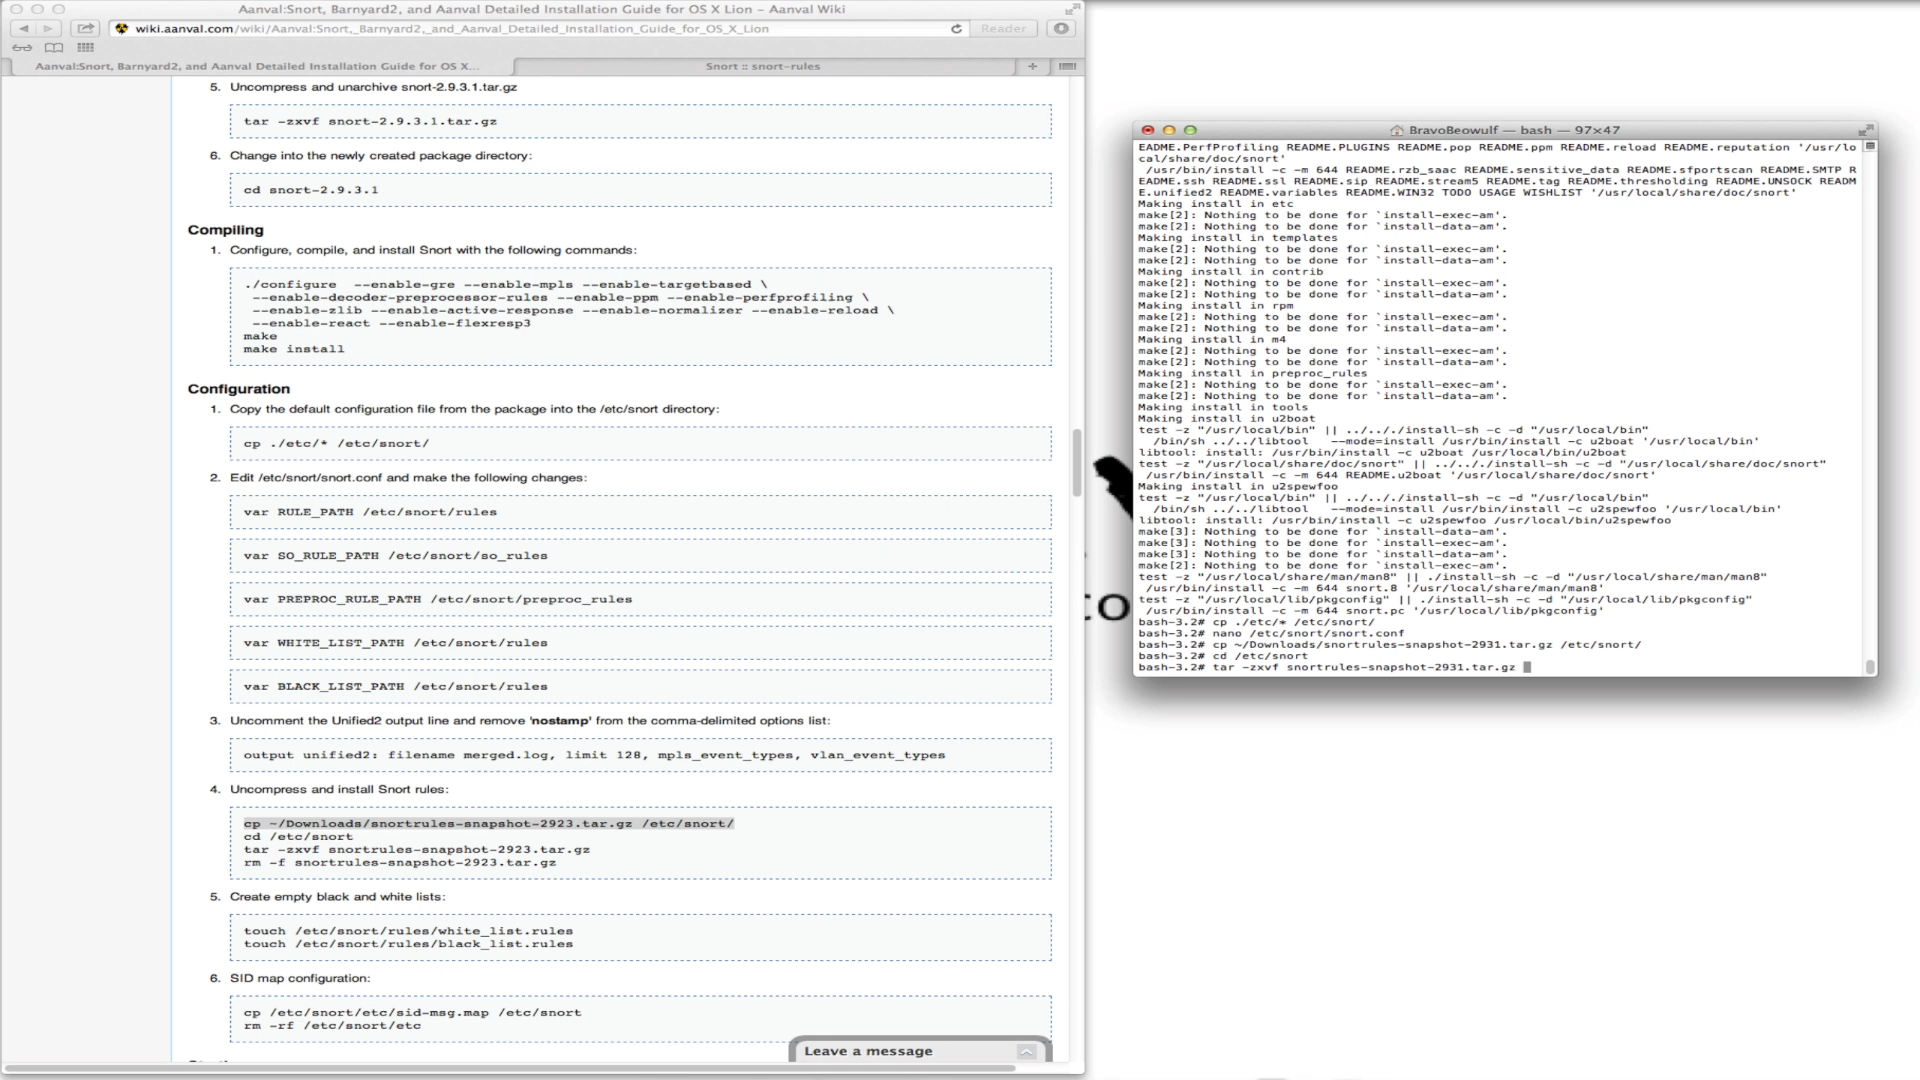 Aanval:Snort, Barnyard2, and Aanval Detailed Installation Guide for OS X Lion – Aanval Wiki
wiki.aanval.com/wiki/Aanval:Snort,_Barnyard2,_and_Aanval_Detailed_Installation_Guide_for_OS_X_Lion
Reader
Aanval:Snort, Barnyard2, and Aanval Detailed Installation Guide for OS X...
Snort :: snort-rules
5. Uncompress and unarchive snort-2.9.3.1.tar.gz
tar -zxvf snort-2.9.3.1.tar.gz
6. Change into the newly created package directory:
cd snort-2.9.3.1
Compiling
1. Configure, compile, and install Snort with the following commands:
./configure  --enable-gre --enable-mpls --enable-targetbased \
--enable-decoder-preprocessor-rules --enable-ppm --enable-perfprofiling \
--enable-zlib --enable-active-response --enable-normalizer --enable-reload \
--enable-react --enable-flexresp3
make
make install
Configuration
1. Copy the default configuration file from the package into the /etc/snort directory:
cp ./etc/* /etc/snort/
2. Edit /etc/snort/snort.conf and make the following changes:
var RULE_PATH /etc/snort/rules
var SO_RULE_PATH /etc/snort/so_rules
var PREPROC_RULE_PATH /etc/snort/preproc_rules
var WHITE_LIST_PATH /etc/snort/rules
var BLACK_LIST_PATH /etc/snort/rules
3. Uncomment the Unified2 output line and remove 'nostamp' from the comma-delimited options list:
output unified2: filename merged.log, limit 128, mpls_event_types, vlan_event_types
4. Uncompress and install Snort rules:
cp ~/Downloads/snortrules-snapshot-2923.tar.gz /etc/snort/
cd /etc/snort
tar -zxvf snortrules-snapshot-2923.tar.gz
rm -f snortrules-snapshot-2923.tar.gz
5. Create empty black and white lists:
touch /etc/snort/rules/white_list.rules
touch /etc/snort/rules/black_list.rules
6. SID map configuration:
cp /etc/snort/etc/sid-msg.map /etc/snort
rm -rf /etc/snort/etc
Leave a message
co
BravoBeowulf — bash — 97×47
EADME.PerfProfiling README.PLUGINS README.pop README.ppm README.reload README.reputation '/usr/lo
cal/share/doc/snort'
/usr/bin/install -c -m 644 README.rzb_saac README.sensitive_data README.sfportscan README.SMTP R
EADME.ssh README.ssl README.sip README.stream5 README.tag README.thresholding README.UNSOCK READM
E.unified2 README.variables README.WIN32 TODO USAGE WISHLIST '/usr/local/share/doc/snort'
Making install in etc
make[2]: Nothing to be done for `install-exec-am'.
make[2]: Nothing to be done for `install-data-am'.
Making install in templates
make[2]: Nothing to be done for `install-exec-am'.
make[2]: Nothing to be done for `install-data-am'.
Making install in contrib
make[2]: Nothing to be done for `install-exec-am'.
make[2]: Nothing to be done for `install-data-am'.
Making install in rpm
make[2]: Nothing to be done for `install-exec-am'.
make[2]: Nothing to be done for `install-data-am'.
Making install in m4
make[2]: Nothing to be done for `install-exec-am'.
make[2]: Nothing to be done for `install-data-am'.
Making install in preproc_rules
make[2]: Nothing to be done for `install-exec-am'.
make[2]: Nothing to be done for `install-data-am'.
Making install in tools
Making install in u2boat
test -z "/usr/local/bin" || ../.././install-sh -c -d "/usr/local/bin"
/bin/sh ../../libtool   --mode=install /usr/bin/install -c u2boat '/usr/local/bin'
libtool: install: /usr/bin/install -c u2boat /usr/local/bin/u2boat
test -z "/usr/local/share/doc/snort" || ../.././install-sh -c -d "/usr/local/share/doc/snort"
/usr/bin/install -c -m 644 README.u2boat '/usr/local/share/doc/snort'
Making install in u2spewfoo
test -z "/usr/local/bin" || ../.././install-sh -c -d "/usr/local/bin"
/bin/sh ../../libtool   --mode=install /usr/bin/install -c u2spewfoo '/usr/local/bin'
libtool: install: /usr/bin/install -c u2spewfoo /usr/local/bin/u2spewfoo
make[3]: Nothing to be done for `install-data-am'.
make[3]: Nothing to be done for `install-exec-am'.
make[3]: Nothing to be done for `install-data-am'.
make[2]: Nothing to be done for `install-exec-am'.
test -z "/usr/local/share/man/man8" || ./install-sh -c -d "/usr/local/share/man/man8"
/usr/bin/install -c -m 644 snort.8 '/usr/local/share/man/man8'
test -z "/usr/local/lib/pkgconfig" || ./install-sh -c -d "/usr/local/lib/pkgconfig"
/usr/bin/install -c -m 644 snort.pc '/usr/local/lib/pkgconfig'
bash-3.2# cp ./etc/* /etc/snort/
bash-3.2# nano /etc/snort/snort.conf
bash-3.2# cp ~/Downloads/snortrules-snapshot-2931.tar.gz /etc/snort/
bash-3.2# cd /etc/snort
bash-3.2# tar -zxvf snortrules-snapshot-2931.tar.gz